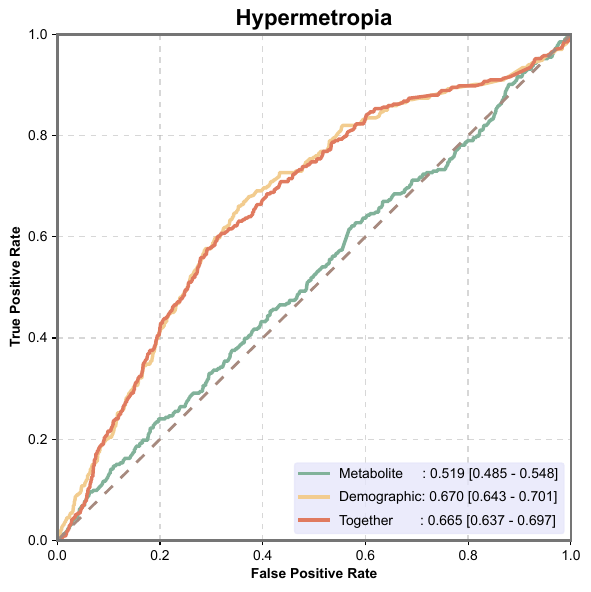 Hypermetropia
1.0
0.8
0.6
0.4
0.2
0.0
True Positive Rate
Metabolite : 0.519 [0.485 - 0.548]
Demographic: 0.670 [0.643 - 0.701]
Together : 0.665 [0.637 - 0.697]
0.0 0.2 0.4 0.6 0.8 1.0
False Positive Rate